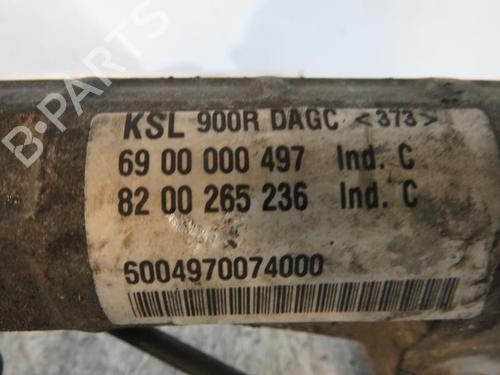 B-PARTS
KSL 900R DAGC <373>
69 00 000 497 Ind. C
82 00 265 236 Ind. C
6004970074000